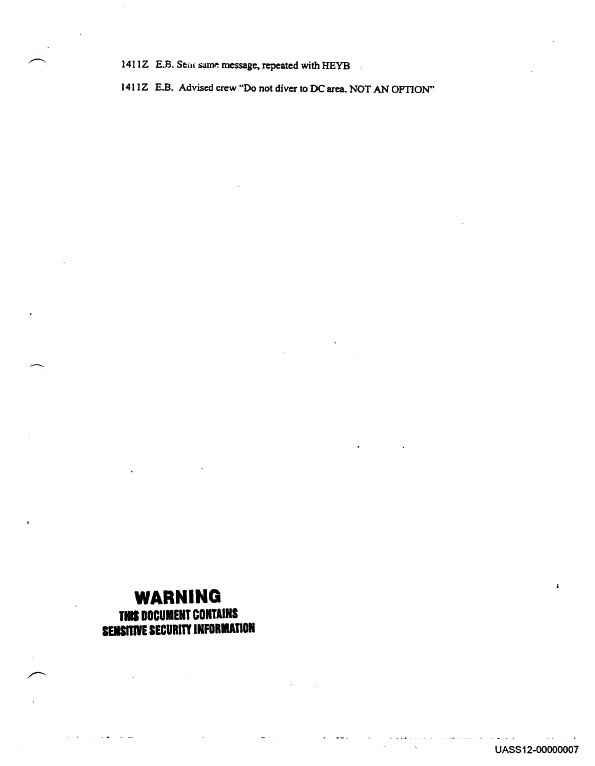 1411Z E.B. Sent same message, repeated with HEYB
1411Z E.B. Advised crew "Do not diver to DC area. NOT AN OPTION"
WARNING
THIS DOCUMENT CONTAINS
SENSITIVE SECURITY INFORMATION
UASS12-00000007